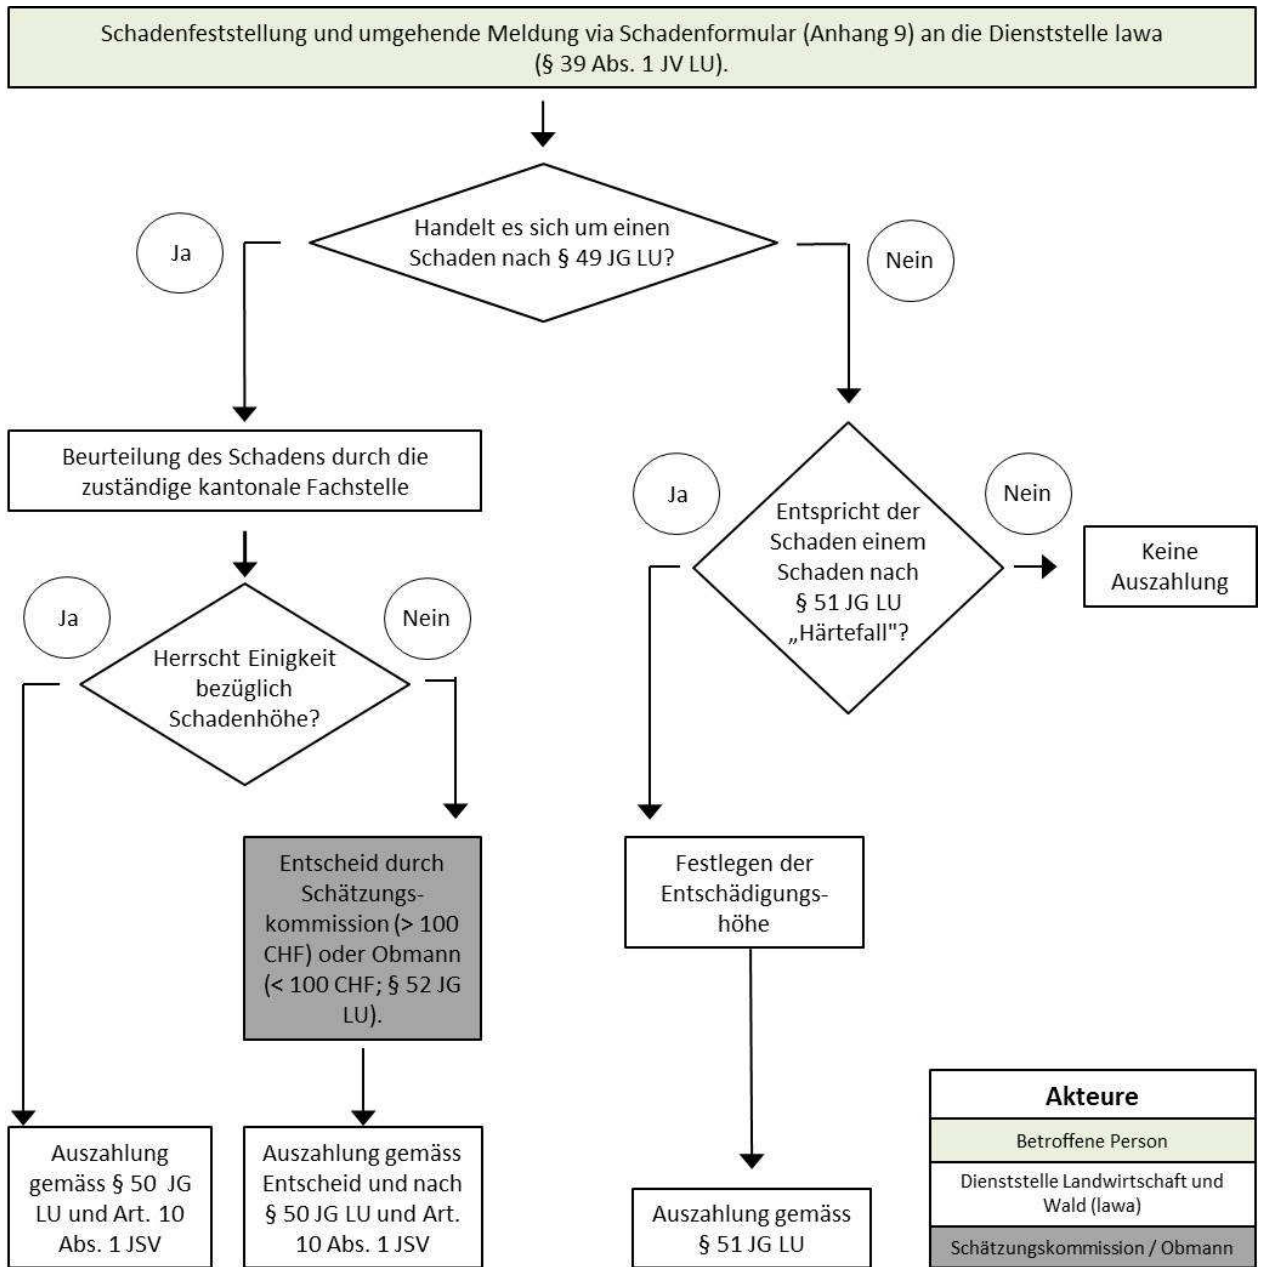 Schadenfeststellung und umgehende Meldung via Schadenformular (Anhang 9) an die Dienststelle lawa
(§ 39 Abs. 1 JV LU).
Handelt es sich um einen
Schaden nach § 49 JG LU?
Ja
Nein
Beurteilung des Schadens durch die
zuständige kantonale Fachstelle
Ja
Nein
Entspricht der
Schaden einem
Schaden nach
§ 51 JG LU
„Härtefall"?
Keine
Auszahlung
Ja
Nein
Herrscht Einigkeit
bezüglich
Schadenhöhe?
Entscheid durch
Schätzungs-
kommission (> 100
CHF) oder Obmann
(< 100 CHF; § 52 JG
LU).
Festlegen der
Entschädigungs-
höhe
Auszahlung
gemäss § 50 JG
LU und Art. 10
Abs. 1 JSV
Auszahlung gemäss
Entscheid und nach
§ 50 JG LU und Art.
10 Abs. 1 JSV
Auszahlung gemäss
§ 51 JG LU
Akteure
Betroffene Person
Dienststelle Landwirtschaft und
Wald (lawa)
Schätzungskommission / Obmann